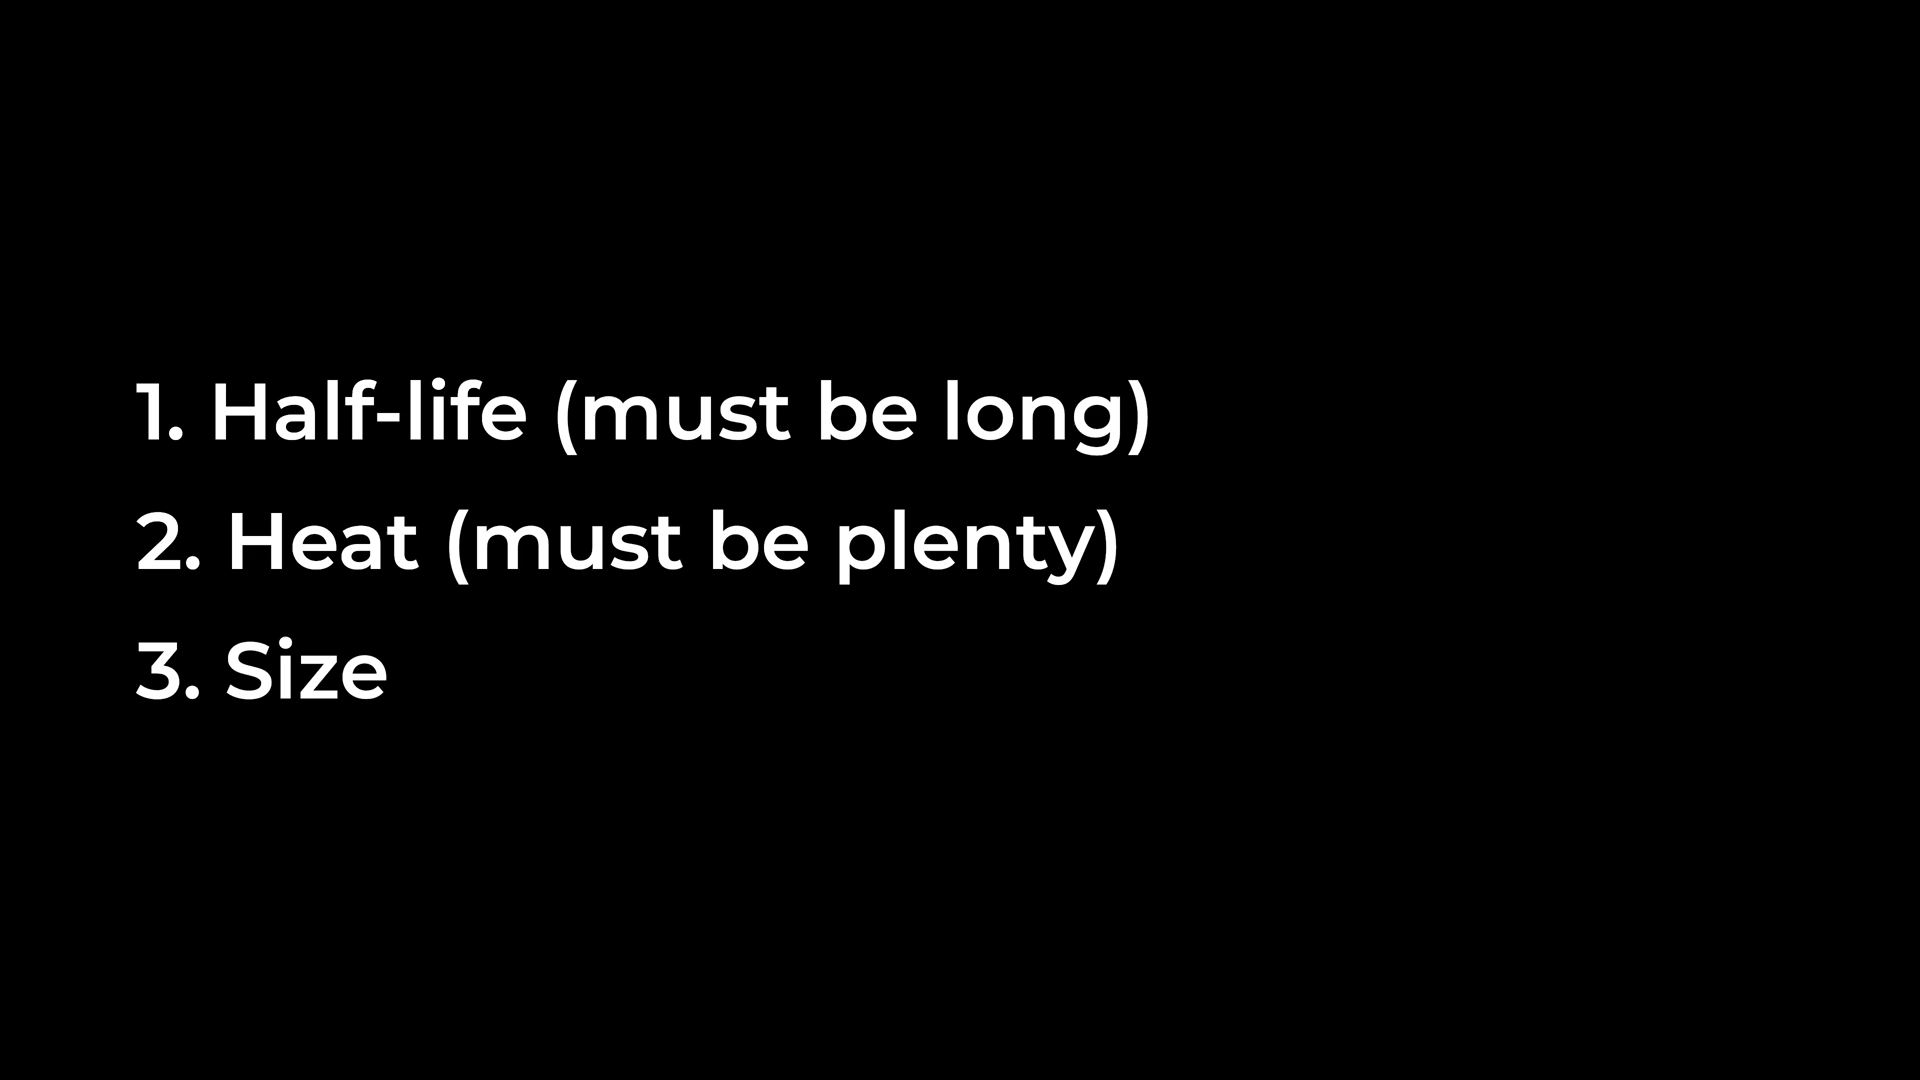 1. Half-life (must be long)
2. Heat (must be plenty)
3. Size